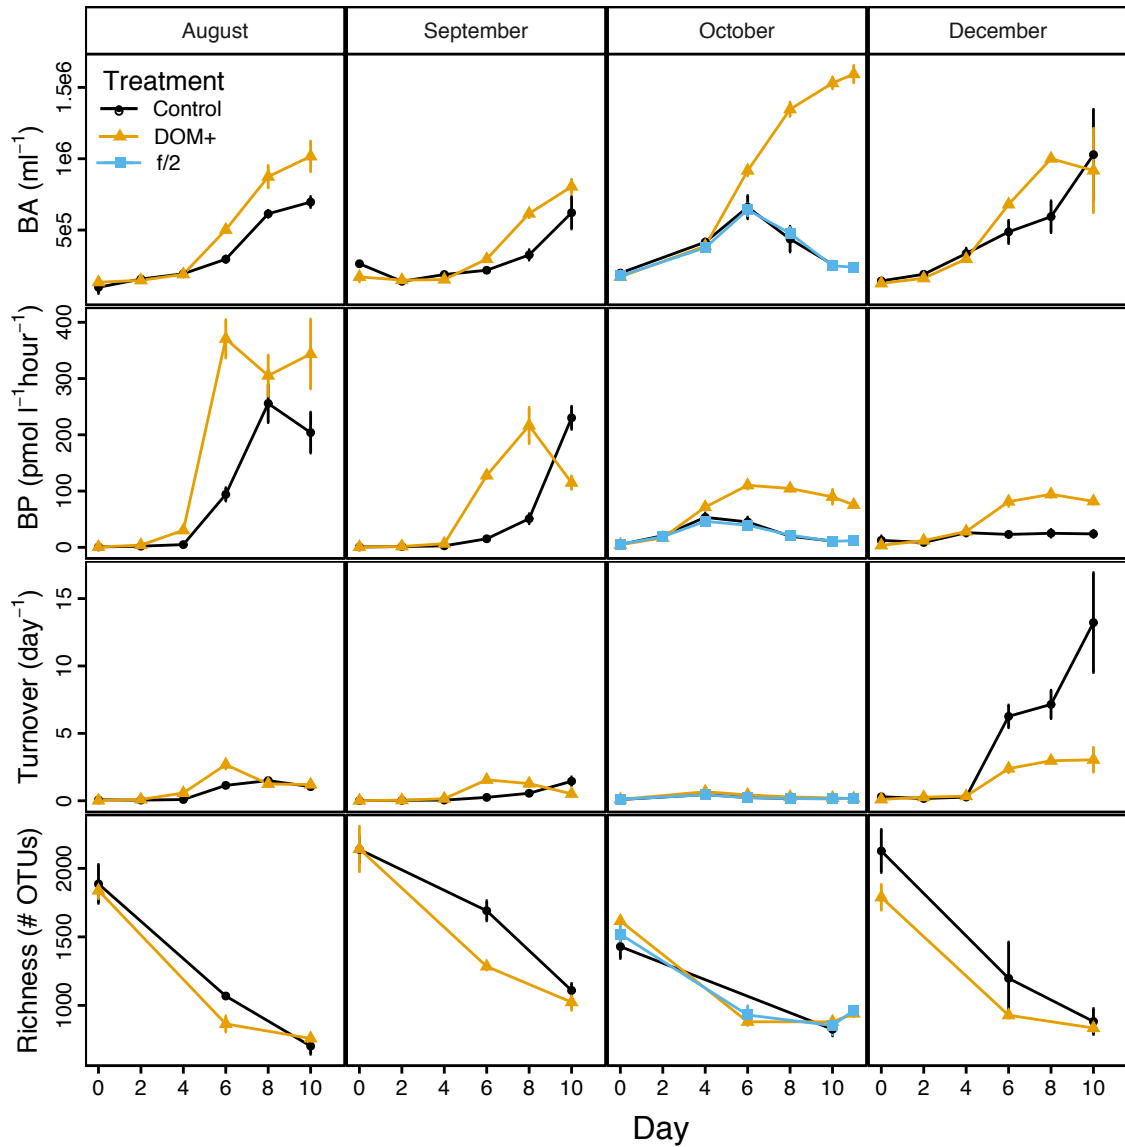 August September October December
Treatment
Control
DOM+
f/2
BA (ml⁻¹)
5e5 1e6 1.5e6
BP (pmol l⁻¹hour⁻¹)
0 100 200 300 400
Turnover (day⁻¹)
0 5 10 15
Richness (# OTUs)
1000 1500 2000
0 2 4 6 8 10 0 2 4 6 8 10 0 2 4 6 8 10 0 2 4 6 8 10
Day